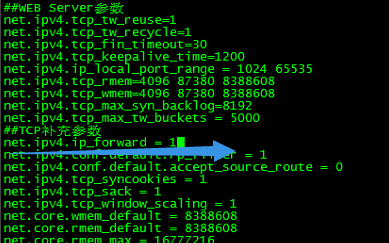 ##WEB Server参数
net.ipv4.tcp_tw_reuse=1
net.ipv4.tcp_tw_recycle=1
net.ipv4.tcp_fin_timeout=30
net.ipv4.tcp_keepalive_time=1200
net.ipv4.ip_local_port_range = 1024 65535
net.ipv4.tcp_rmem=4096 87380 8388608
net.ipv4.tcp_wmem=4096 87380 8388608
net.ipv4.tcp_max_syn_backlog=8192
net.ipv4.tcp_max_tw_buckets = 5000
##TCP补充参数
net.ipv4.ip_forward = 1
net.ipv4.conf.default.rp_filter = 1
net.ipv4.conf.default.accept_source_route = 0
net.ipv4.tcp_syncookies = 1
net.ipv4.tcp_sack = 1
net.ipv4.tcp_window_scaling = 1
net.core.wmem_default = 8388608
net.core.rmem_default = 8388608
net.core.rmem_max = 16777216